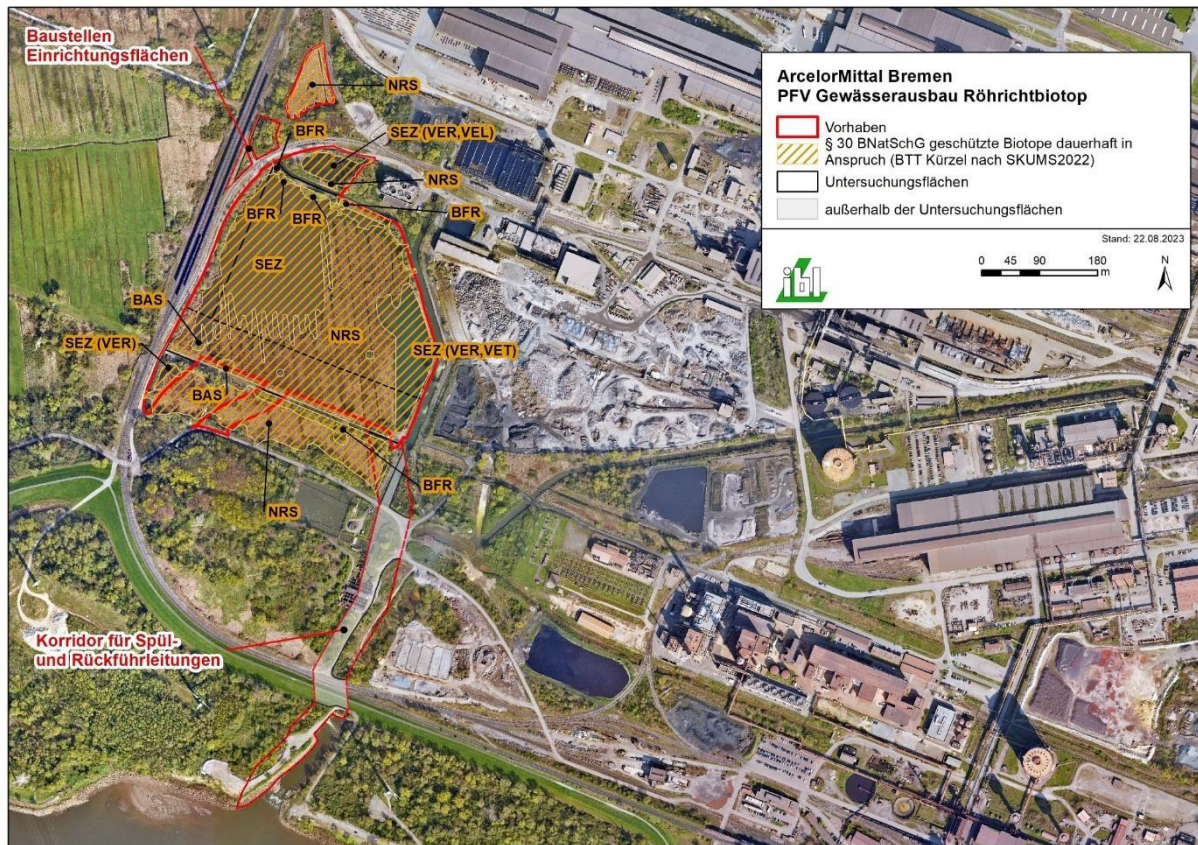 Baustellen
Einrichtungsflächen
NRS
BFR
SEZ (VER,VEL)
NRS
BFR
BFR
BFR
SEZ
BAS
NRS
SEZ (VER)
SEZ (VER,VET)
BAS
BFR
NRS
Korridor für Spül-
und Rückführleitungen
ArcelorMittal Bremen
PFV Gewässerausbau Röhrichtbiotop
Vorhaben
§ 30 BNatSchG geschützte Biotope dauerhaft in
Anspruch (BTT Kürzel nach SKUMS2022)
Untersuchungsflächen
außerhalb der Untersuchungsflächen
Stand: 22.08.2023
ibl
0 45 90 180
m
N